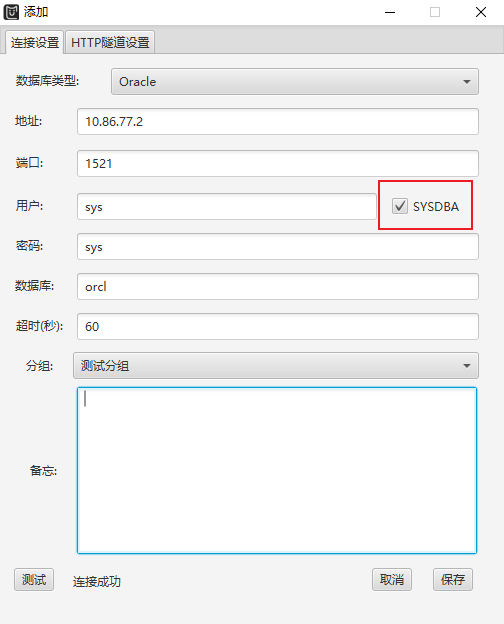 添加
连接设置 HTTP隧道设置
数据库类型: Oracle
地址: 10.86.77.2
端口: 1521
用户: sys SYSDBA
密码: sys
数据库: orcl
超时(秒): 60
分组: 测试分组
备忘:
测试 连接成功 取消 保存